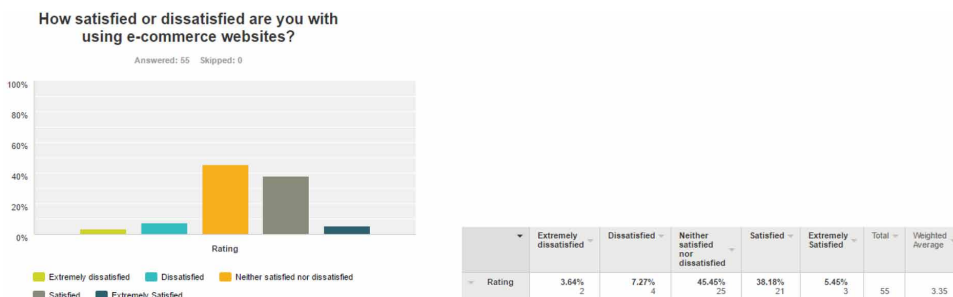 How satisfied or dissatisfied are you with
using e-commerce websites?
Answered: 55 Skipped: 0
100%
80%
60%
40%
20%
0%
Rating
Extremely dissatisfied Dissatisfied Neither satisfied nor dissatisfied
Satisfied Extremely Satisfied
Extremely dissatisfied Dissatisfied Neither satisfied nor dissatisfied Satisfied Extremely Satisfied Total Weighted Average
Rating 3.64% 7.27% 45.45% 38.18% 5.45%
2 4 25 21 3 55 3.35